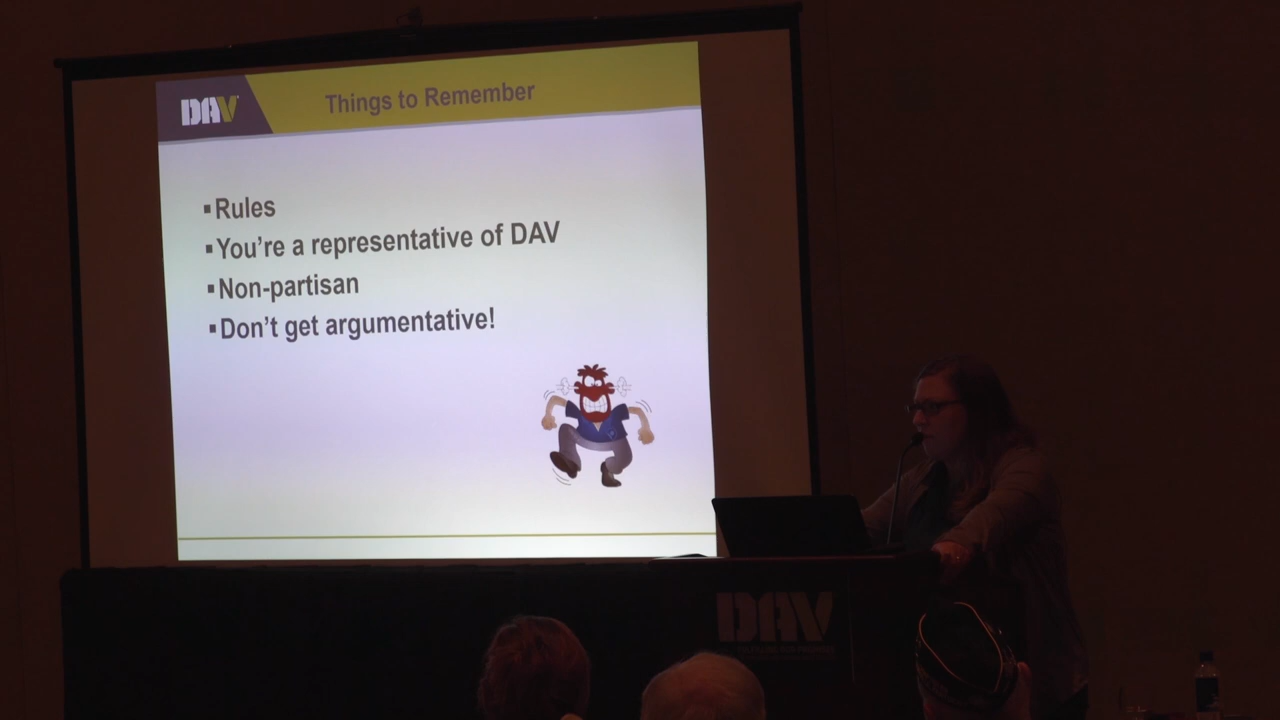 DAV
Things to Remember
▪Rules
▪You’re a representative of DAV
▪Non-partisan
▪Don’t get argumentative!
DAV